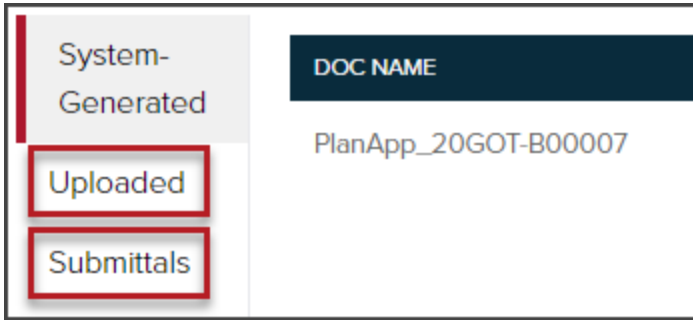 System-
Generated
Uploaded
Submittals
DOC NAME
PlanApp_20GOT-B00007